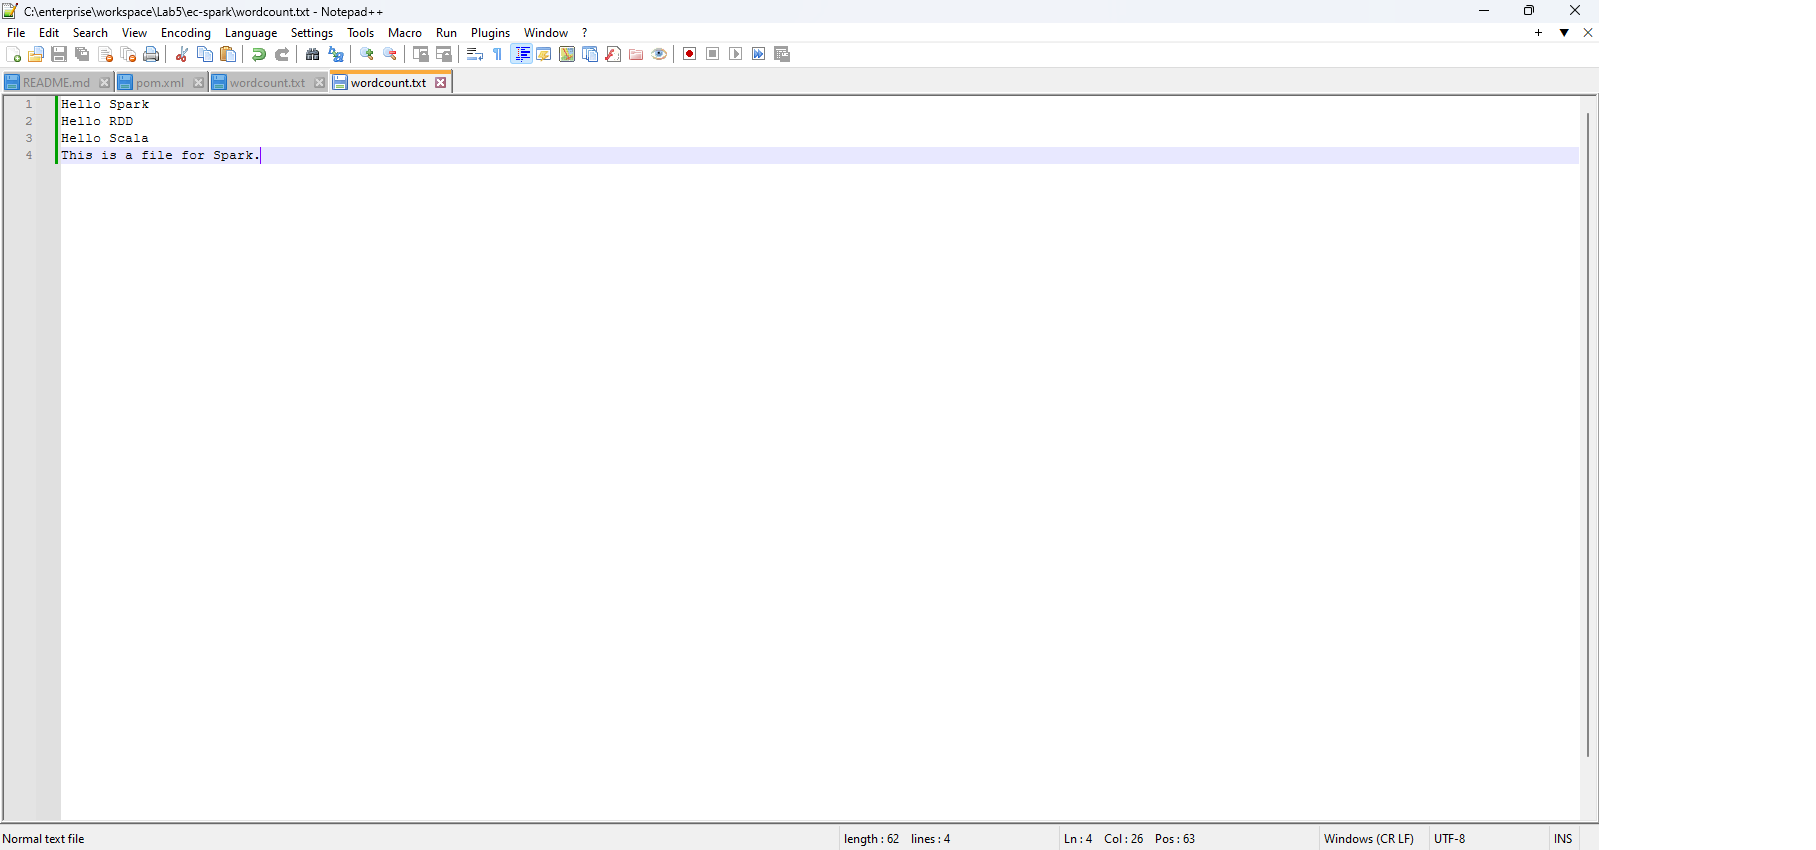 C:\enterprise\workspace\Lab5\ec-spark\wordcount.txt - Notepad++
File Edit Search View Encoding Language Settings Tools Macro Run Plugins Window ?
README.md pom.xml wordcount.txt wordcount.txt
1 Hello Spark
2 Hello RDD
3 Hello Scala
4 This is a file for Spark.
Normal text file length : 62 lines : 4 Ln : 4 Col : 26 Pos : 63 Windows (CR LF) UTF-8 INS